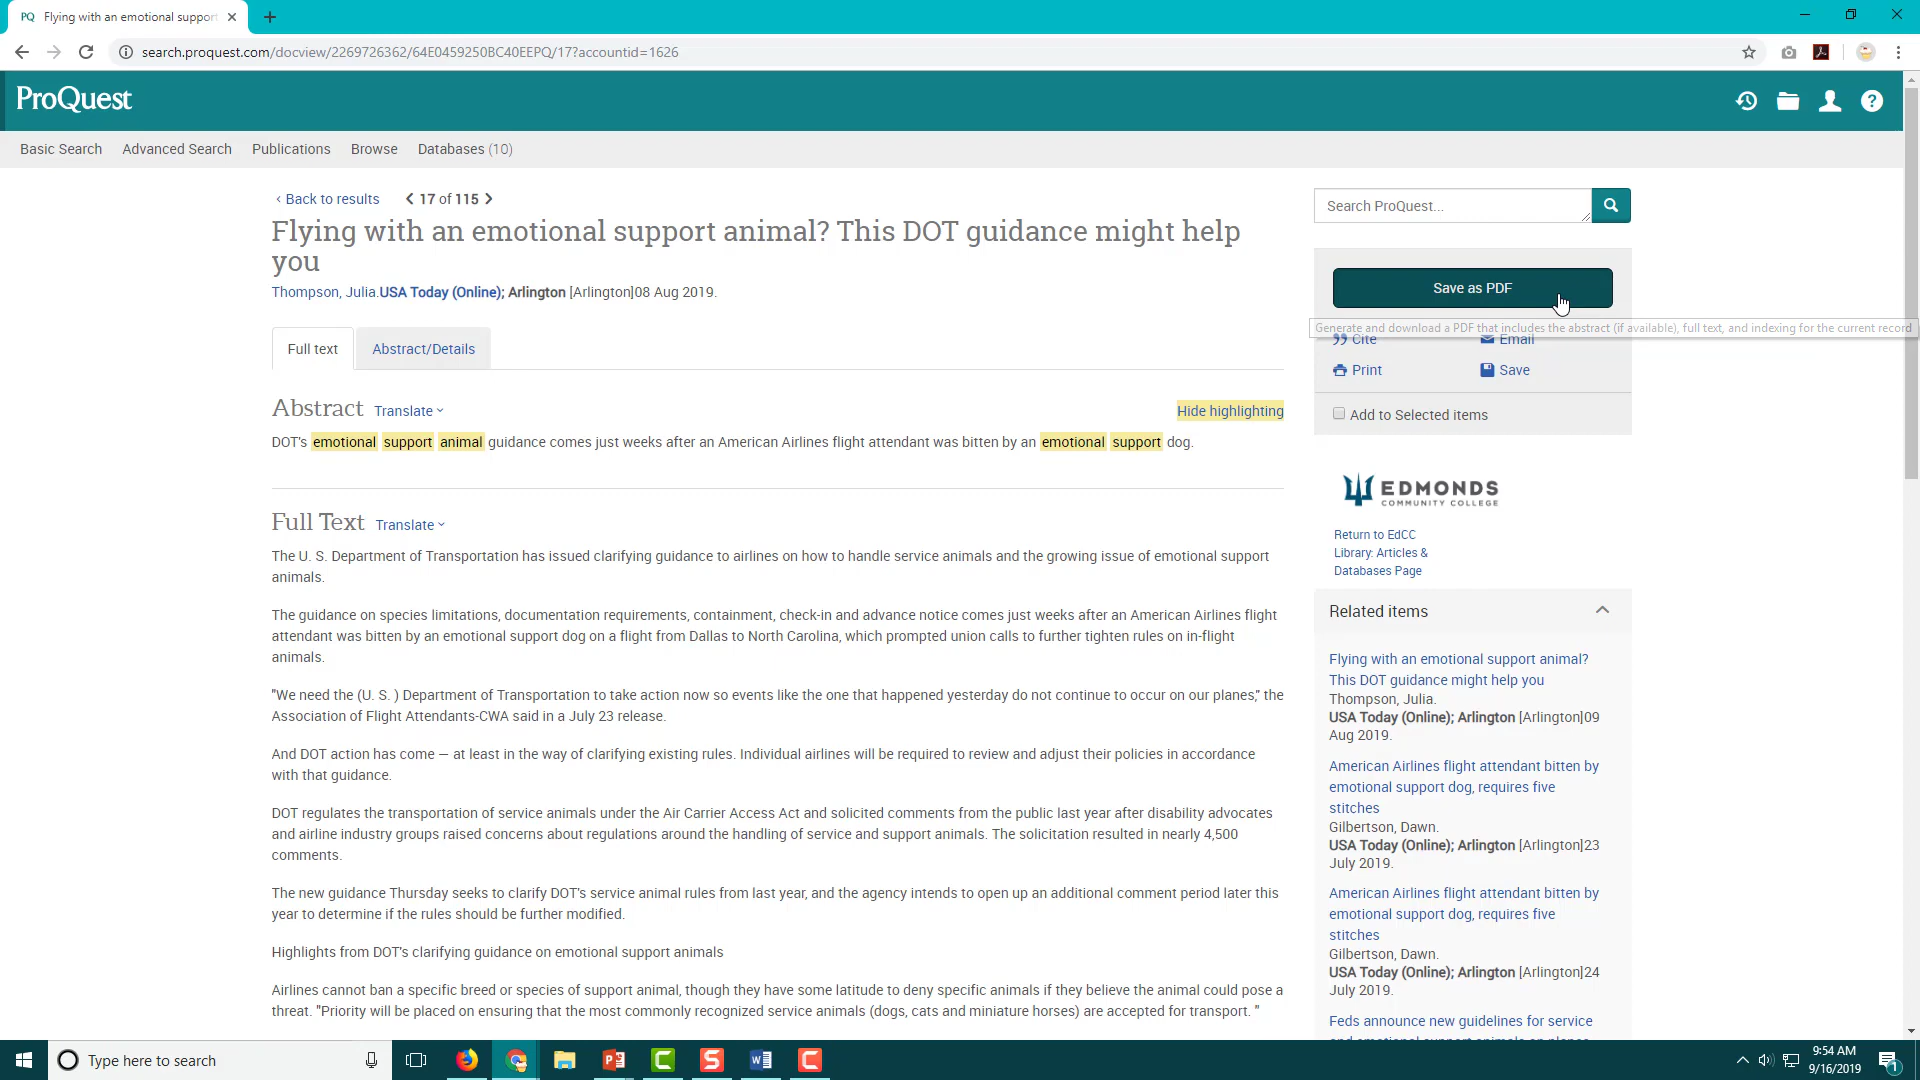 PQ Flying with an emotional support
search.proquest.com/docview/2269726362/64E0459250BC40EEPQ/17?accountid=1626
ProQuest
Basic Search Advanced Search Publications Browse Databases (10)
‹ Back to results 17 of 115
Flying with an emotional support animal? This DOT guidance might help
you
Thompson, Julia.USA Today (Online); Arlington [Arlington]08 Aug 2019.
Full text Abstract/Details
Abstract Translate Hide highlighting
DOT's emotional support animal guidance comes just weeks after an American Airlines flight attendant was bitten by an emotional support dog.
Full Text Translate
The U. S. Department of Transportation has issued clarifying guidance to airlines on how to handle service animals and the growing issue of emotional support
animals.
The guidance on species limitations, documentation requirements, containment, check-in and advance notice comes just weeks after an American Airlines flight
attendant was bitten by an emotional support dog on a flight from Dallas to North Carolina, which prompted union calls to further tighten rules on in-flight
animals.
"We need the (U. S. ) Department of Transportation to take action now so events like the one that happened yesterday do not continue to occur on our planes," the
Association of Flight Attendants-CWA said in a July 23 release.
And DOT action has come — at least in the way of clarifying existing rules. Individual airlines will be required to review and adjust their policies in accordance
with that guidance.
DOT regulates the transportation of service animals under the Air Carrier Access Act and solicited comments from the public last year after disability advocates
and airline industry groups raised concerns about regulations around the handling of service and support animals. The solicitation resulted in nearly 4,500
comments.
The new guidance Thursday seeks to clarify DOT's service animal rules from last year, and the agency intends to open up an additional comment period later this
year to determine if the rules should be further modified.
Highlights from DOT's clarifying guidance on emotional support animals
Airlines cannot ban a specific breed or species of support animal, though they have some latitude to deny specific animals if they believe the animal could pose a
threat. "Priority will be placed on ensuring that the most commonly recognized service animals (dogs, cats and miniature horses) are accepted for transport. "
Search ProQuest...
Save as PDF
Generate and download a PDF that includes the abstract (if available), full text, and indexing for the current record
Cite Email
Print Save
Add to Selected items
EDMONDS
COMMUNITY COLLEGE
Return to EdCC
Library: Articles &
Databases Page
Related items
Flying with an emotional support animal?
This DOT guidance might help you
Thompson, Julia.
USA Today (Online); Arlington [Arlington]09
Aug 2019.
American Airlines flight attendant bitten by
emotional support dog, requires five
stitches
Gilbertson, Dawn.
USA Today (Online); Arlington [Arlington]23
July 2019.
American Airlines flight attendant bitten by
emotional support dog, requires five
stitches
Gilbertson, Dawn.
USA Today (Online); Arlington [Arlington]24
July 2019.
Feds announce new guidelines for service
Type here to search
9:54 AM
9/16/2019
1